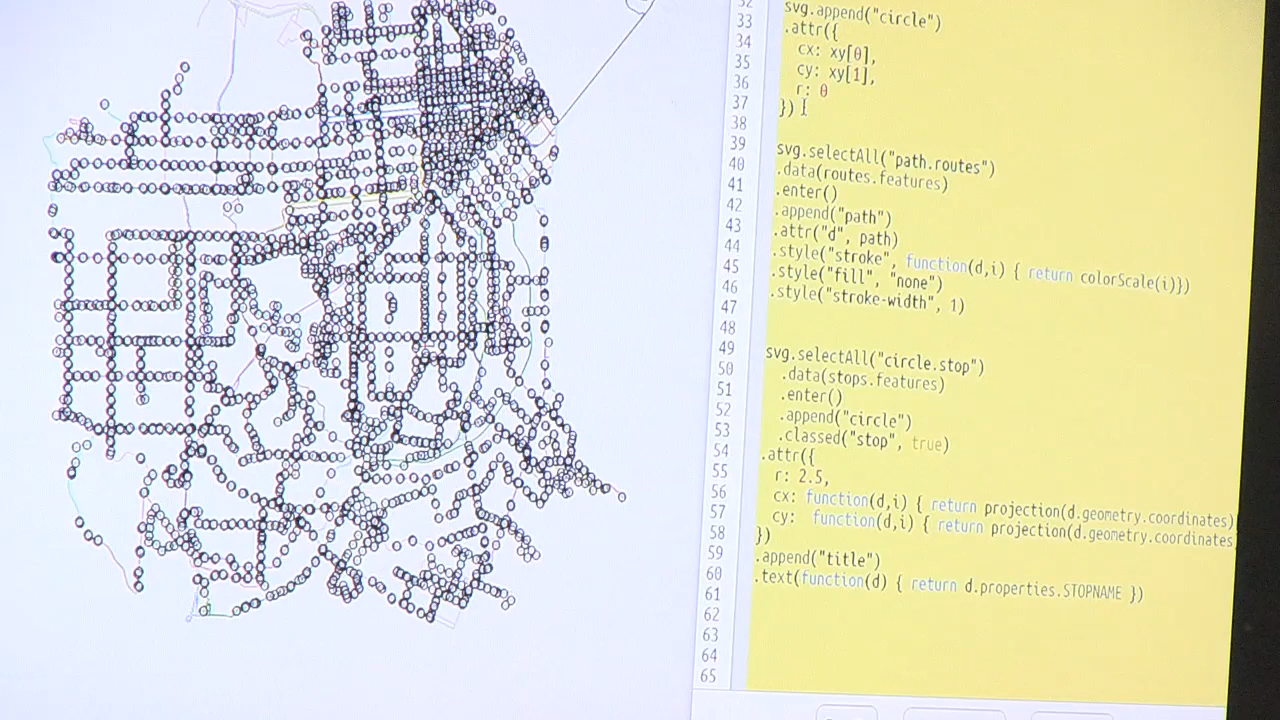 32
33 svg.append("circle")
34 .attr({
35 cx: xy[0],
36 cy: xy[1],
37 r: 0
38 })
39
40 svg.selectAll("path.routes")
41 .data(routes.features)
42 .enter()
43 .append("path")
44 .attr("d", path)
45 .style("stroke", function(d,i) { return colorScale(i)})
46 .style("fill", "none")
47 .style("stroke-width", 1)
48
49
50 svg.selectAll("circle.stop")
51 .data(stops.features)
52 .enter()
53 .append("circle")
54 .classed("stop", true)
55 .attr({
56 r: 2.5,
57 cx: function(d,i) { return projection(d.geometry.coordinates)
58 cy: function(d,i) { return projection(d.geometry.coordinates
59 })
60 .append("title")
61 .text(function(d) { return d.properties.STOPNAME })
62
63
64
65